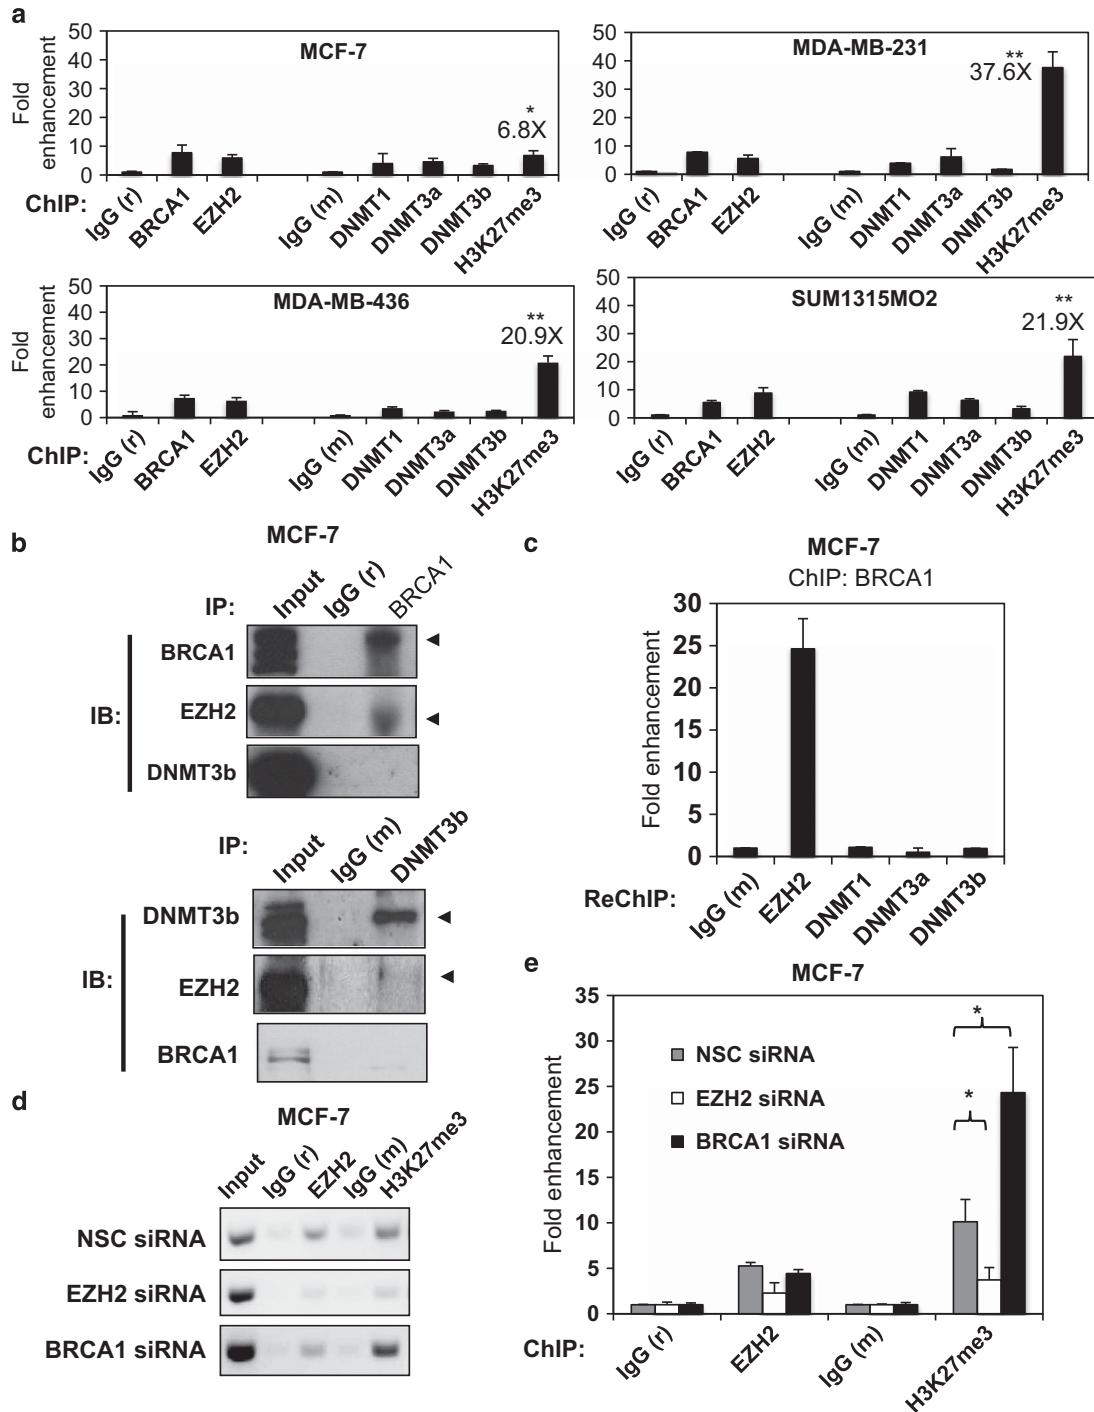 a
MCF-7
Fold
enhancement
50
40
30
20
10
0
*
6.8X
ChIP:
IgG (r)
BRCA1
EZH2
IgG (m)
DNMT1
DNMT3a
DNMT3b
H3K27me3
MDA-MB-231
50
40
30
20
10
0
**
37.6X
IgG (r)
BRCA1
EZH2
IgG (m)
DNMT1
DNMT3a
DNMT3b
H3K27me3
MDA-MB-436
Fold
enhancement
50
40
30
20
10
0
**
20.9X
ChIP:
IgG (r)
BRCA1
EZH2
IgG (m)
DNMT1
DNMT3a
DNMT3b
H3K27me3
SUM1315MO2
50
40
30
20
10
0
**
21.9X
IgG (r)
BRCA1
EZH2
IgG (m)
DNMT1
DNMT3a
DNMT3b
H3K27me3
b
MCF-7
IP:
Input
IgG (r)
BRCA1
IB:
BRCA1
EZH2
DNMT3b
IP:
Input
IgG (m)
DNMT3b
IB:
DNMT3b
EZH2
BRCA1
c
MCF-7
ChIP: BRCA1
Fold enhancement
30
25
20
15
10
5
0
ReChIP:
IgG (m)
EZH2
DNMT1
DNMT3a
DNMT3b
d
MCF-7
Input
IgG (r)
EZH2
IgG (m)
H3K27me3
NSC siRNA
EZH2 siRNA
BRCA1 siRNA
e
MCF-7
Fold enhancement
35
30
25
20
15
10
5
0
NSC siRNA
EZH2 siRNA
BRCA1 siRNA
*
*
ChIP:
IgG (r)
EZH2
IgG (m)
H3K27me3